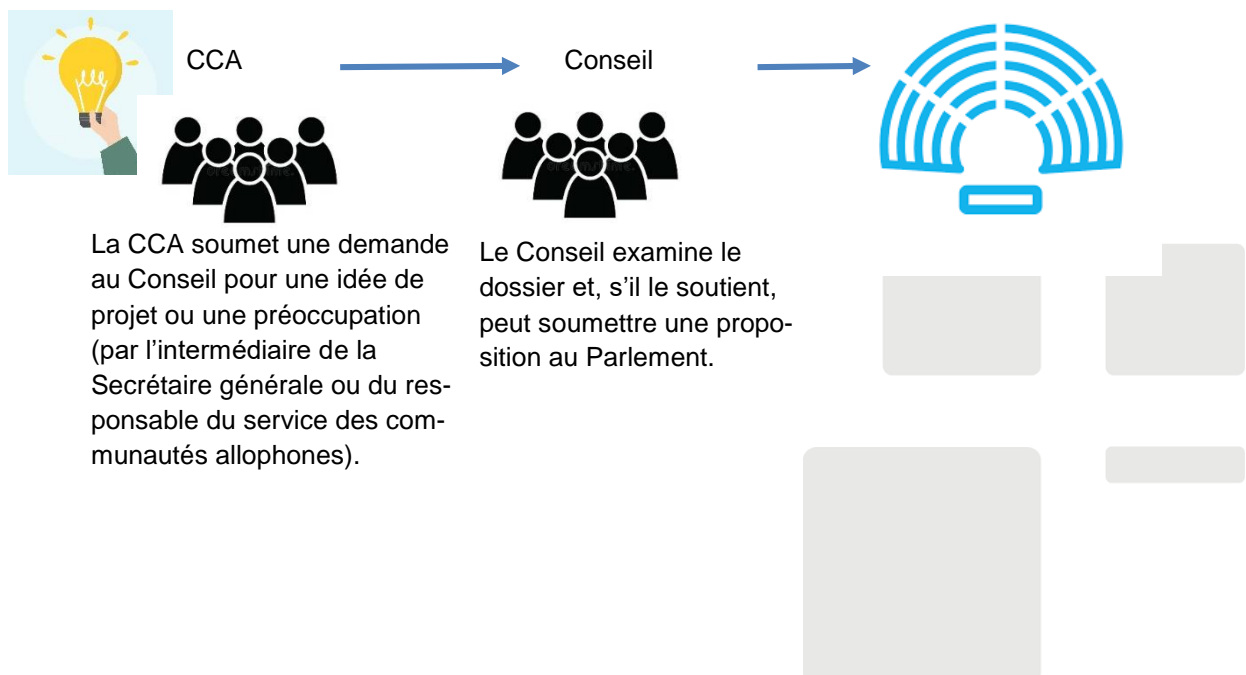 CCA
Conseil
La CCA soumet une demande
au Conseil pour une idée de
projet ou une préoccupation
(par l’intermédiaire de la
Secrétaire générale ou du res-
ponsable du service des com-
munautés allophones).
Le Conseil examine le
dossier et, s’il le soutient,
peut soumettre une propo-
sition au Parlement.